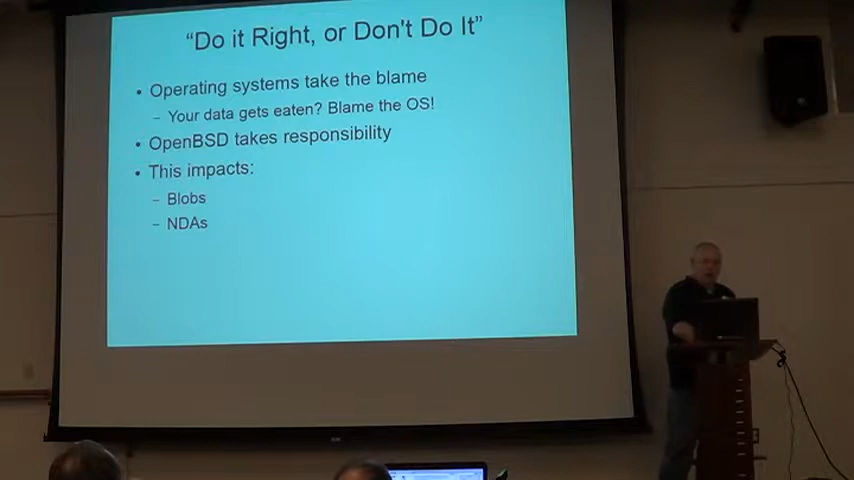 “Do it Right, or Don't Do It”
• Operating systems take the blame
– Your data gets eaten? Blame the OS!
• OpenBSD takes responsibility
• This impacts:
– Blobs
– NDAs